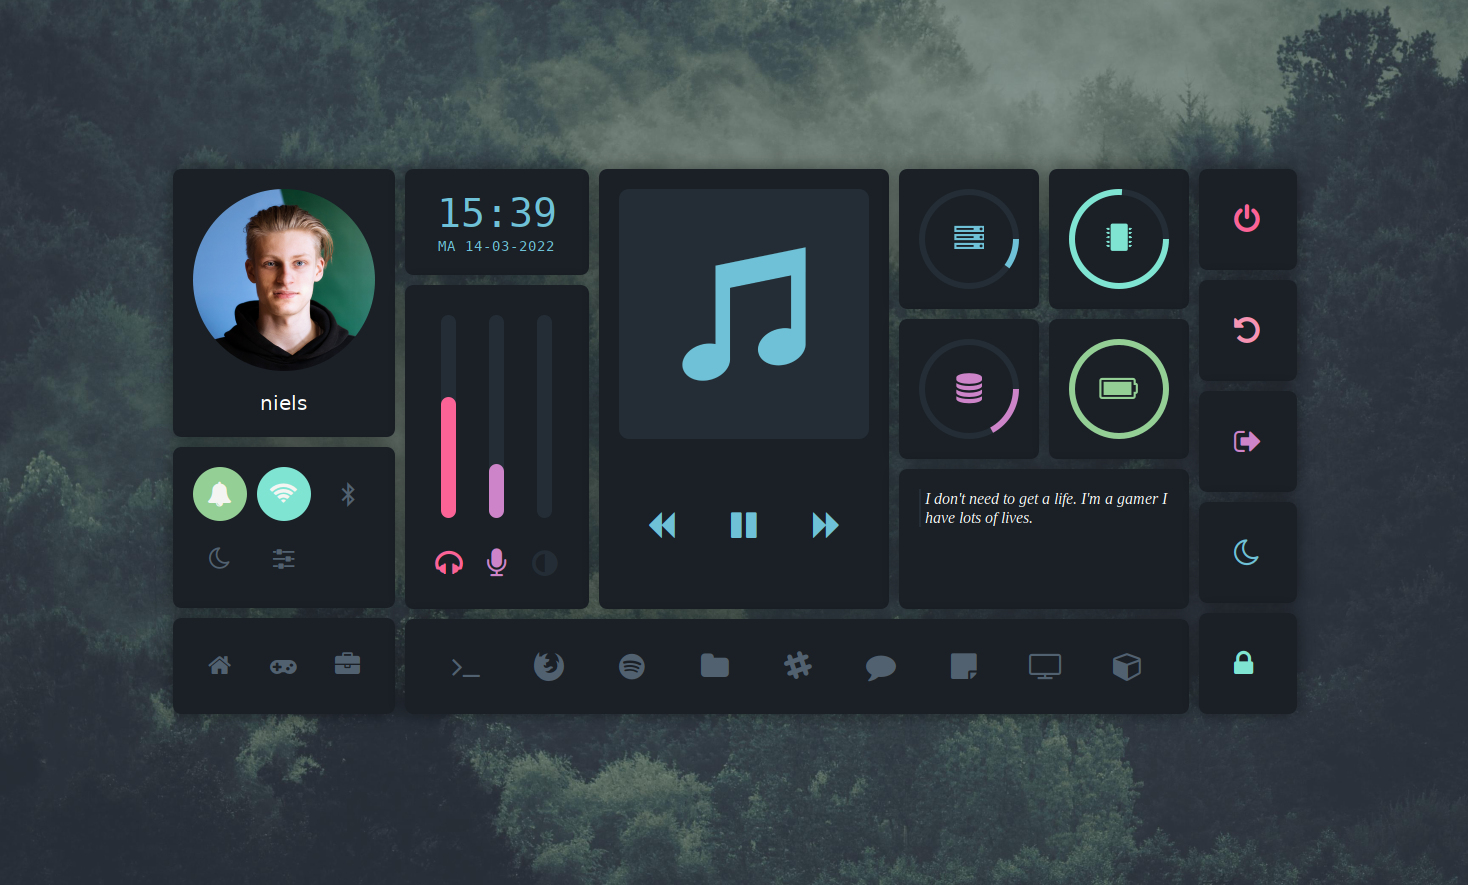 niels
15:39
MA 14-03-2022
I don't need to get a life. I'm a gamer I
have lots of lives.